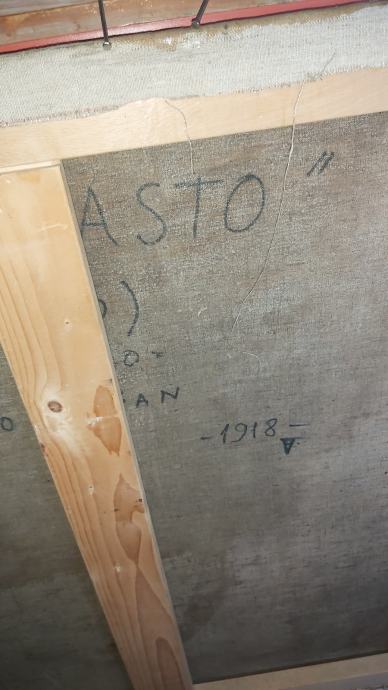 ASTO"
)
O-
AN
O
-1918-